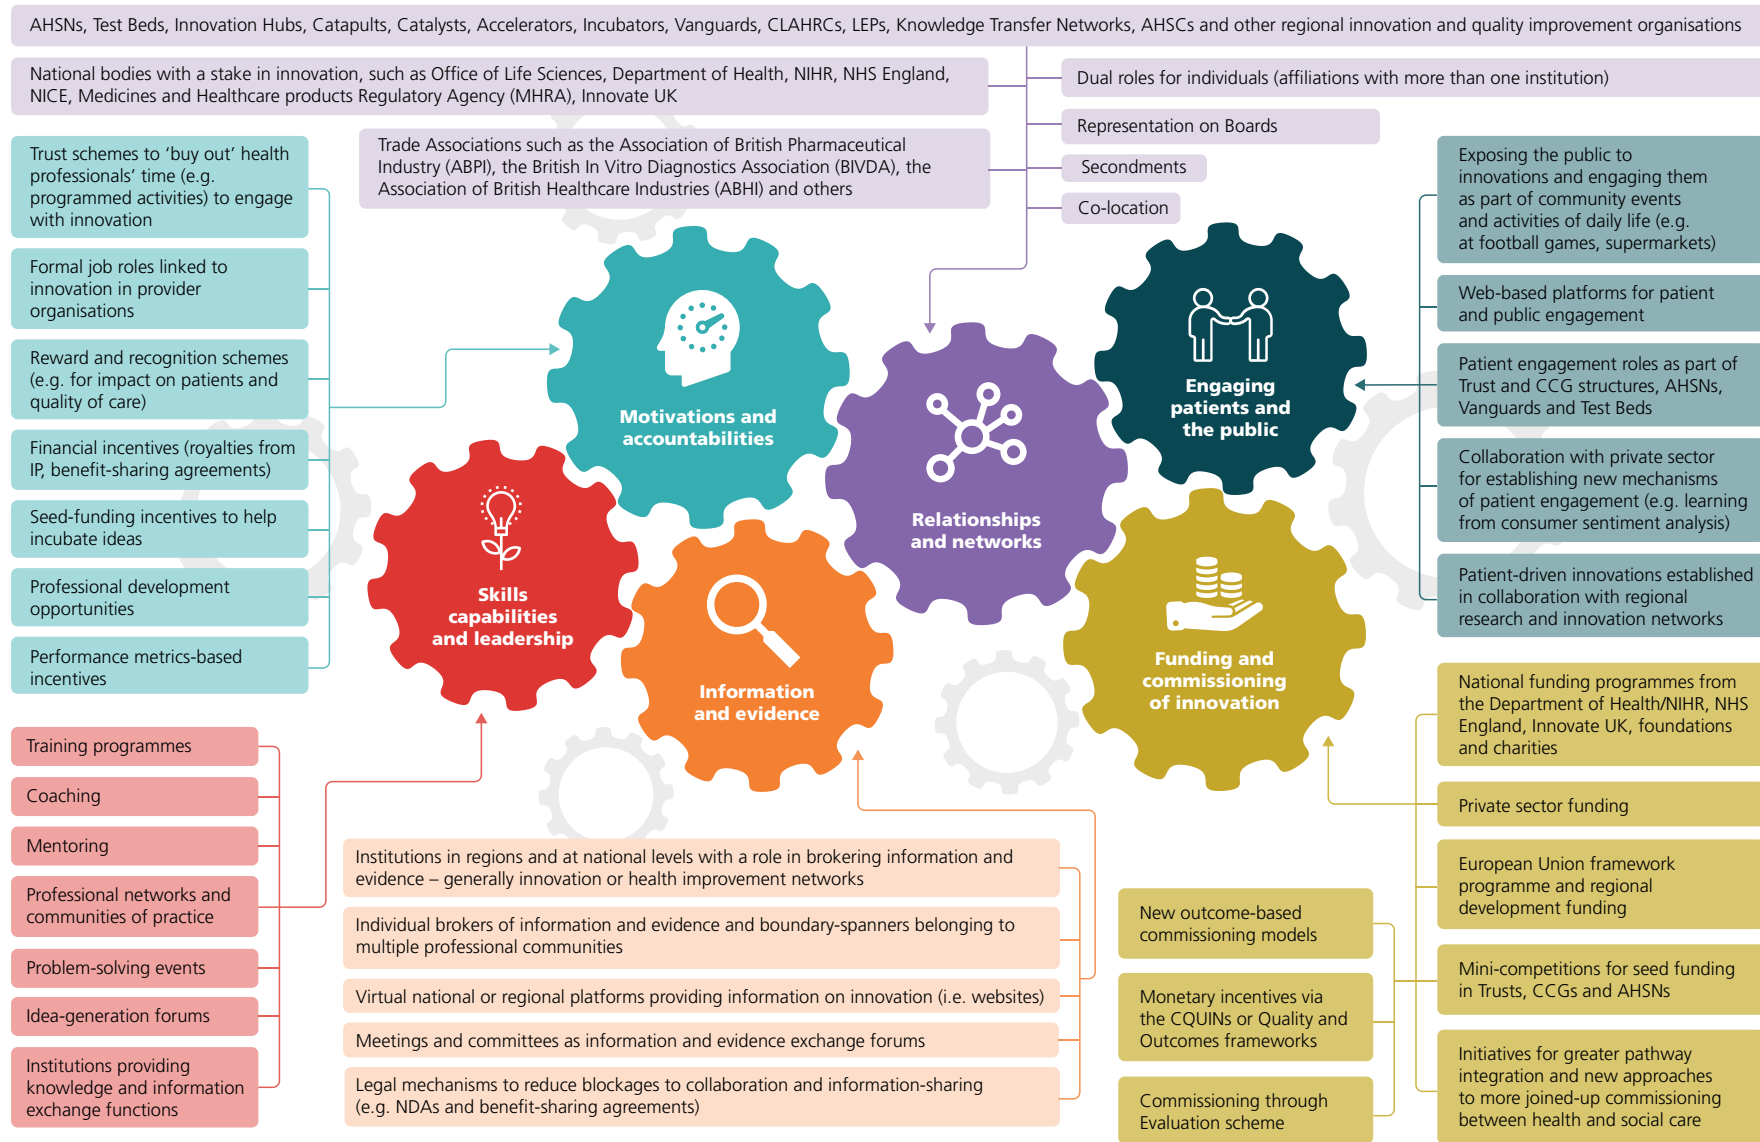 AHSNs, Test Beds, Innovation Hubs, Catapults, Catalysts, Accelerators, Incubators, Vanguards, CLAHRCs, LEPs, Knowledge Transfer Networks, AHSCs and other regional innovation and quality improvement organisations
National bodies with a stake in innovation, such as Office of Life Sciences, Department of Health, NIHR, NHS England,
NICE, Medicines and Healthcare products Regulatory Agency (MHRA), Innovate UK
Trade Associations such as the Association of British Pharmaceutical
Industry (ABPI), the British In Vitro Diagnostics Association (BIVDA), the
Association of British Healthcare Industries (ABHI) and others
Dual roles for individuals (affiliations with more than one institution)
Representation on Boards
Secondments
Co-location
Trust schemes to ‘buy out’ health
professionals’ time (e.g.
programmed activities) to engage
with innovation
Formal job roles linked to
innovation in provider
organisations
Reward and recognition schemes
(e.g. for impact on patients and
quality of care)
Financial incentives (royalties from
IP, benefit-sharing agreements)
Seed-funding incentives to help
incubate ideas
Professional development
opportunities
Performance metrics-based
incentives
Motivations and
accountabilities
Relationships
and networks
Engaging
patients and
the public
Skills
capabilities
and leadership
Information
and evidence
Funding and
commissioning
of innovation
Exposing the public to
innovations and engaging them
as part of community events
and activities of daily life (e.g.
at football games, supermarkets)
Web-based platforms for patient
and public engagement
Patient engagement roles as part of
Trust and CCG structures, AHSNs,
Vanguards and Test Beds
Collaboration with private sector
for establishing new mechanisms
of patient engagement (e.g. learning
from consumer sentiment analysis)
Patient-driven innovations established
in collaboration with regional
research and innovation networks
Training programmes
Coaching
Mentoring
Professional networks and
communities of practice
Problem-solving events
Idea-generation forums
Institutions providing
knowledge and information
exchange functions
Institutions in regions and at national levels with a role in brokering information and
evidence – generally innovation or health improvement networks
Individual brokers of information and evidence and boundary-spanners belonging to
multiple professional communities
Virtual national or regional platforms providing information on innovation (i.e. websites)
Meetings and committees as information and evidence exchange forums
Legal mechanisms to reduce blockages to collaboration and information-sharing
(e.g. NDAs and benefit-sharing agreements)
New outcome-based
commissioning models
Monetary incentives via
the CQUINs or Quality and
Outcomes frameworks
Commissioning through
Evaluation scheme
National funding programmes from
the Department of Health/NIHR, NHS
England, Innovate UK, foundations
and charities
Private sector funding
European Union framework
programme and regional
development funding
Mini-competitions for seed funding
in Trusts, CCGs and AHSNs
Initiatives for greater pathway
integration and new approaches
to more joined-up commissioning
between health and social care